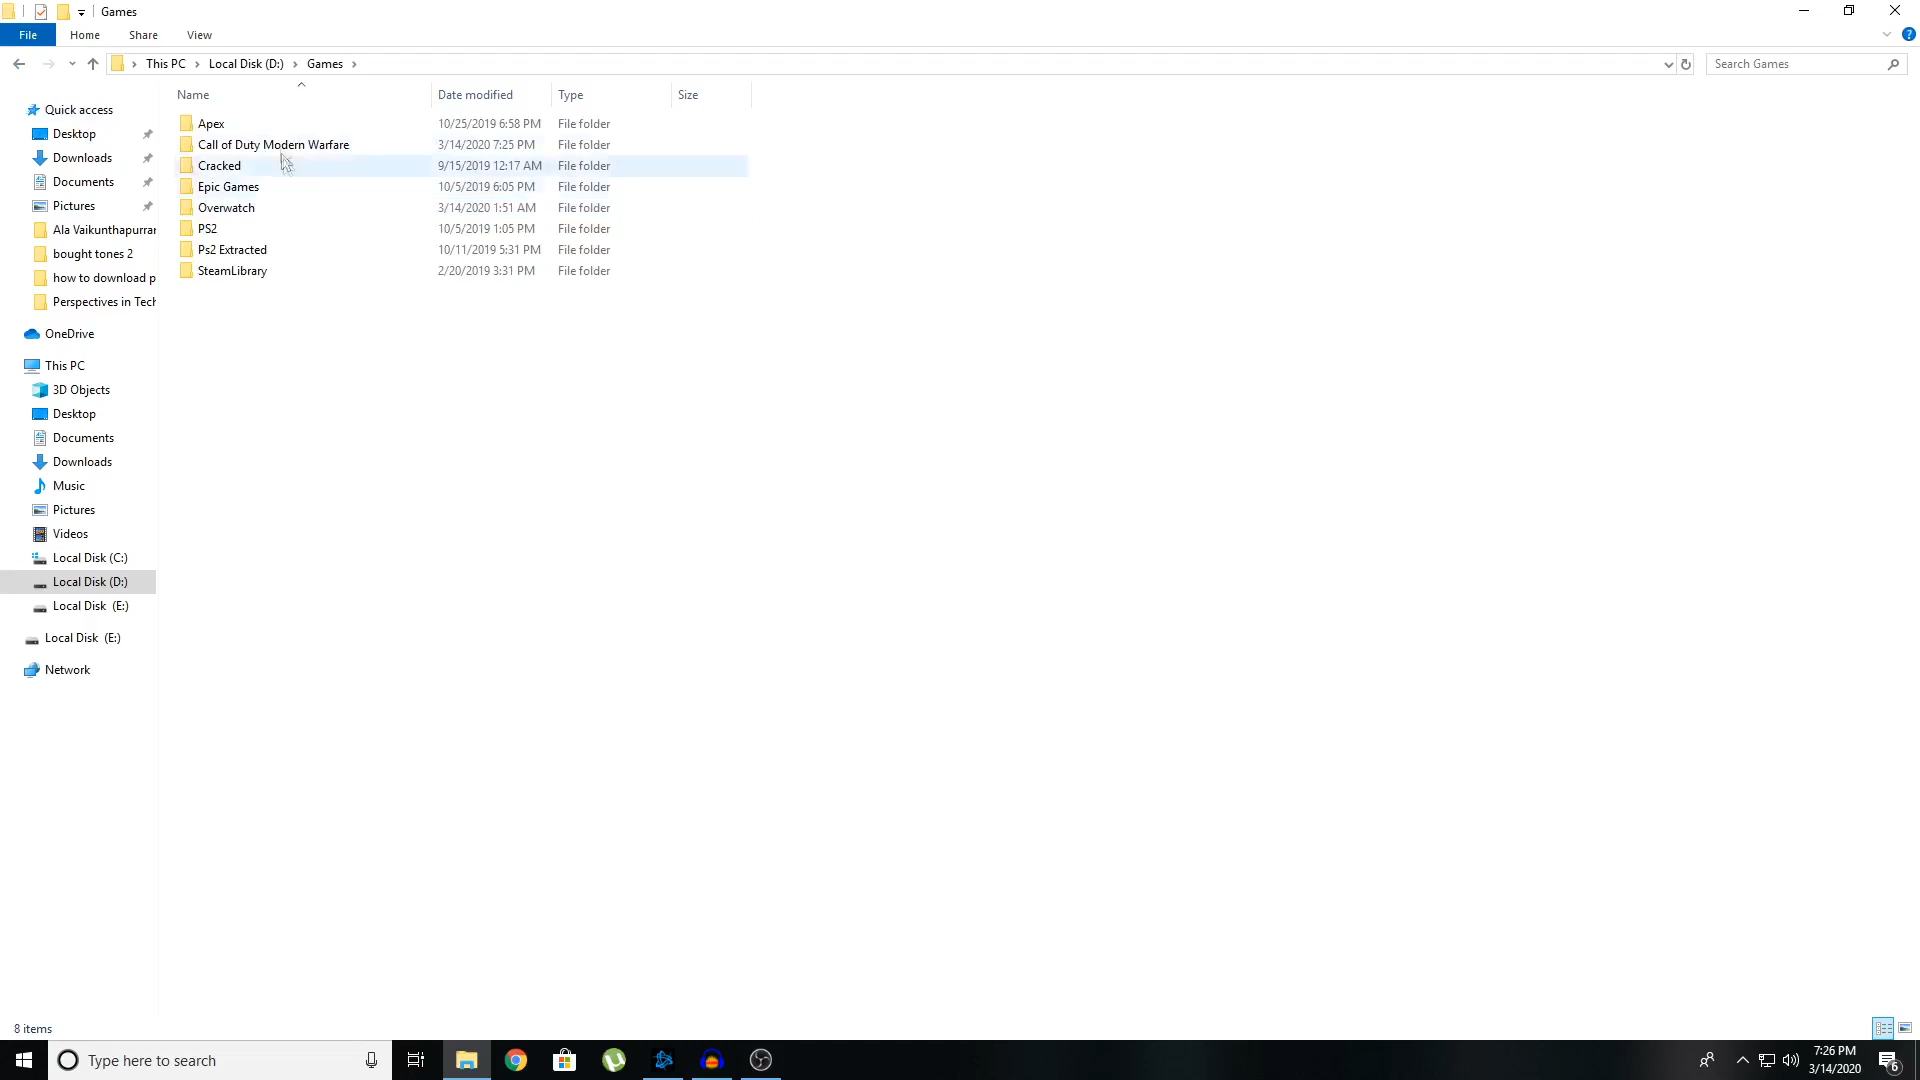 Games
File Home Share View
This PC Local Disk (D:) Games
Search Games
Name Date modified Type Size
Apex 10/25/2019 6:58 PM File folder
Call of Duty Modern Warfare 3/14/2020 7:25 PM File folder
Cracked 9/15/2019 12:17 AM File folder
Epic Games 10/5/2019 6:05 PM File folder
Overwatch 3/14/2020 1:51 AM File folder
PS2 10/5/2019 1:05 PM File folder
Ps2 Extracted 10/11/2019 5:31 PM File folder
SteamLibrary 2/20/2019 3:31 PM File folder
Quick access
Desktop
Downloads
Documents
Pictures
Ala Vaikunthapurrar
bought tones 2
how to download p
Perspectives in Tech
OneDrive
This PC
3D Objects
Desktop
Documents
Downloads
Music
Pictures
Videos
Local Disk (C:)
Local Disk (D:)
Local Disk (E:)
Local Disk (E:)
Network
8 items
Type here to search
7:26 PM
3/14/2020
6